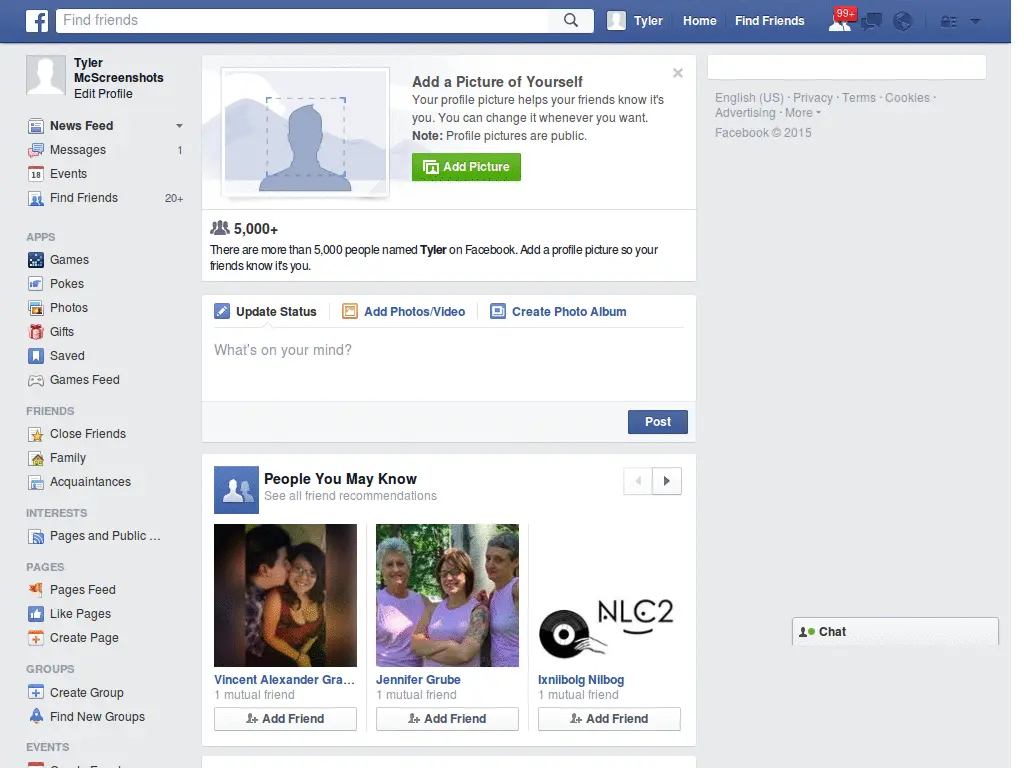 f
Find friends
Tyler
Home
Find Friends
99+
Tyler
McScreenshots
Edit Profile
News Feed
Messages 1
18 Events
Find Friends 20+
APPS
Games
Pokes
Photos
Gifts
Saved
Games Feed
FRIENDS
Close Friends
Family
Acquaintances
INTERESTS
Pages and Public ...
PAGES
Pages Feed
Like Pages
Create Page
GROUPS
Create Group
Find New Groups
EVENTS
Add a Picture of Yourself
Your profile picture helps your friends know it's
you. You can change it whenever you want.
Note: Profile pictures are public.
Add Picture
5,000+
There are more than 5,000 people named Tyler on Facebook. Add a profile picture so your
friends know it's you.
Update Status
Add Photos/Video
Create Photo Album
What's on your mind?
Post
People You May Know
See all friend recommendations
NLC2
Vincent Alexander Gra...
1 mutual friend
Add Friend
Jennifer Grube
1 mutual friend
Add Friend
Ixniibolg Nilbog
1 mutual friend
Add Friend
English (US) · Privacy · Terms · Cookies ·
Advertising · More
Facebook © 2015
Chat